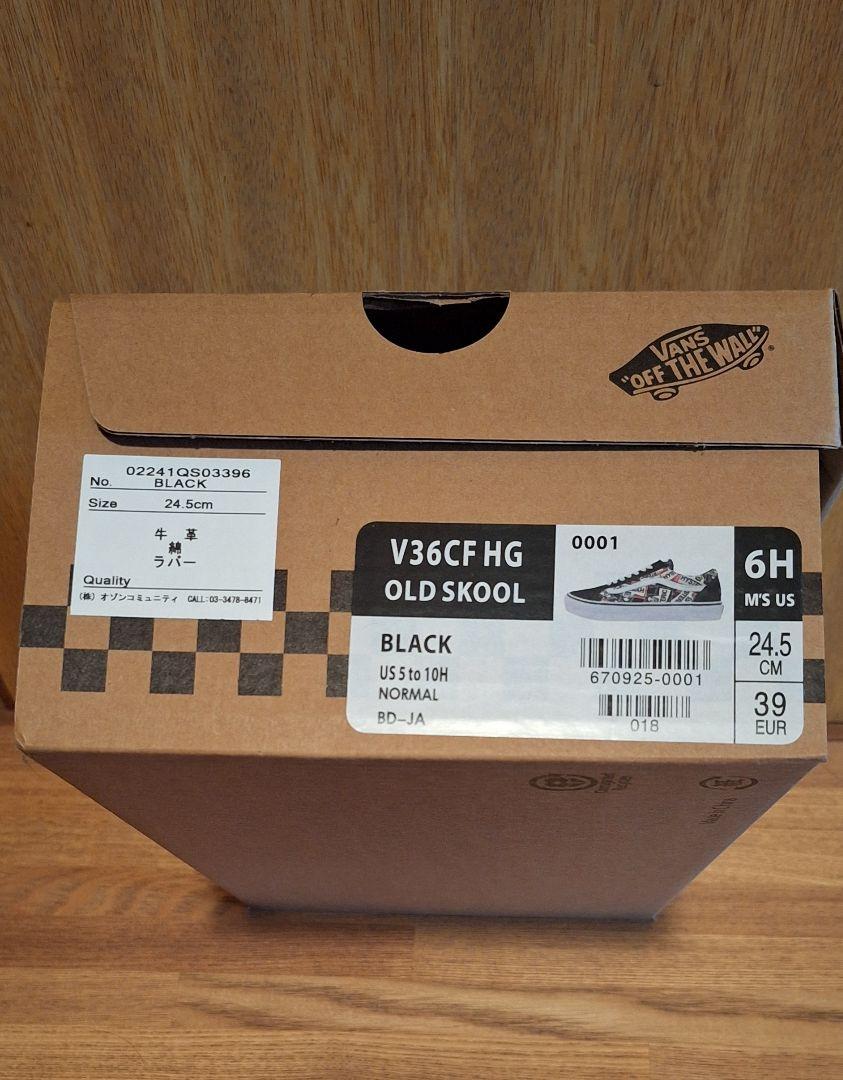 VANS
"OFF THE WALL"
®
02241QS03396
No. BLACK
Size 24.5cm
牛 革
綿
ラバー
Quality
(株) オゾンコミュニティ CALL:03-3478-8471
V36CF HG
OLD SKOOL
0001
6H
M'S US
BLACK
US 5 to 10H
NORMAL
BD-JA
670925-0001
018
24.5
CM
39
EUR